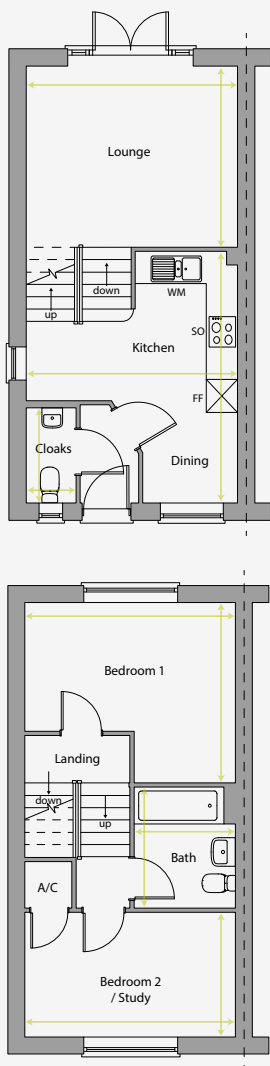 Lounge
down
up
WM
SO
Kitchen
FF
Cloaks
Dining
Bedroom 1
Landing
down
up
Bath
A/C
Bedroom 2
/ Study